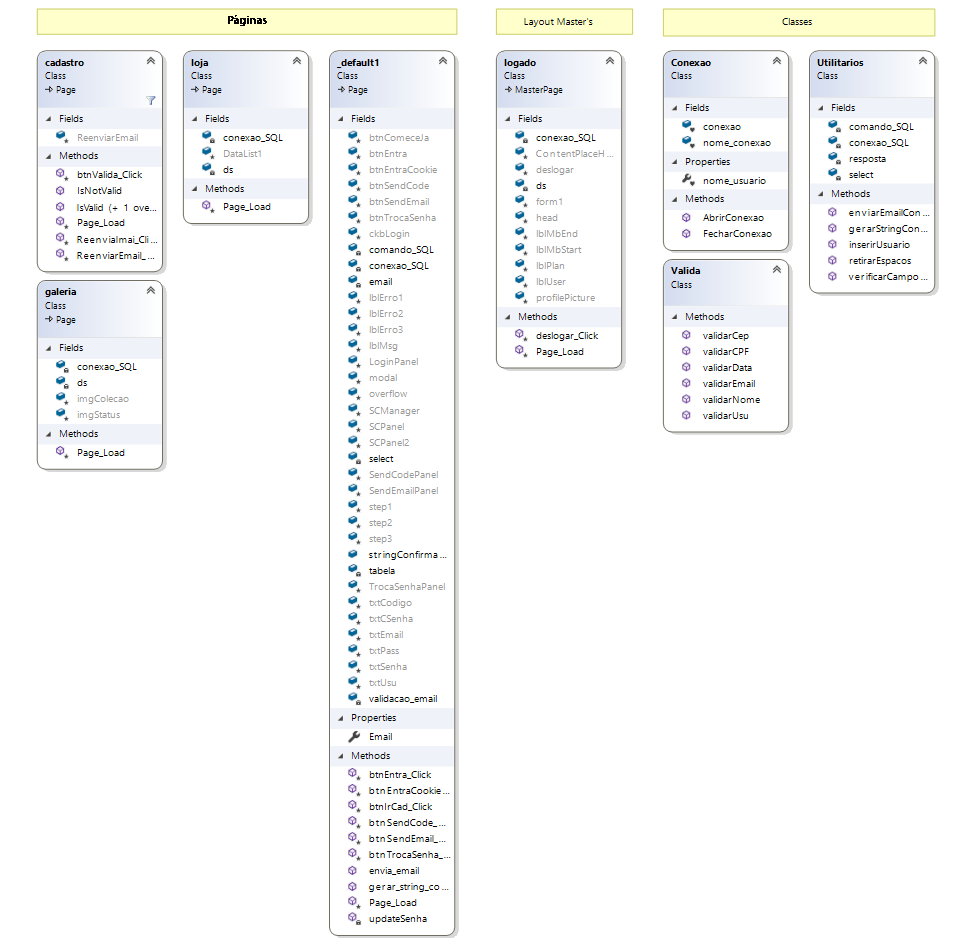 Páginas
cadastro
Class
Page
Fields
ReenviarEmail
Methods
btnValida_Click
IsNotValid
IsValid (+ 1 ove...
Page_Load
ReenviaImai_Cli...
ReenviarEmail_...
galeria
Class
Page
Fields
conexao_SQL
ds
imgColecao
imgStatus
Methods
Page_Load
loja
Class
Page
Fields
conexao_SQL
DataList1
ds
Methods
Page_Load
_default1
Class
Page
Fields
btnComeceJa
btnEntra
btnEntraCookie
btnSendCode
btnSendEmail
btnTrocaSenha
ckbLogin
comando_SQL
conexao_SQL
email
lblErro1
lblErro2
lblErro3
lblMsg
LoginPanel
modal
overflow
SCManager
SCPanel
SCPanel2
select
SendCodePanel
SendEmailPanel
step1
step2
step3
stringConfirma...
tabela
TrocaSenhaPanel
txtCodigo
txtCSenha
txtEmail
txtPass
txtSenha
txtUsu
validacao_email
Properties
Email
Methods
btnEntra_Click
btnEntraCookie...
btnIrCad_Click
btnSendCode_...
btnSendEmail_...
btnTrocaSenha_...
envia_email
gerar_string_co...
Page_Load
updateSenha
Layout Master's
logado
Class
MasterPage
Fields
conexao_SQL
ContentPlaceH...
deslogar
ds
form1
head
lblMbEnd
lblMbStart
lblPlan
lblUser
profilePicture
Methods
deslogar_Click
Page_Load
Classes
Conexao
Class
Fields
conexao
nome_conexao
Properties
nome_usuario
Methods
AbrirConexao
FecharConexao
Valida
Class
Methods
validarCep
validarCPF
validarData
validarEmail
validarNome
validarUsu
Utilitarios
Class
Fields
comando_SQL
conexao_SQL
resposta
select
Methods
enviarEmailCon...
gerarStringCon...
inserirUsuario
retirarEspacos
verificarCampo...